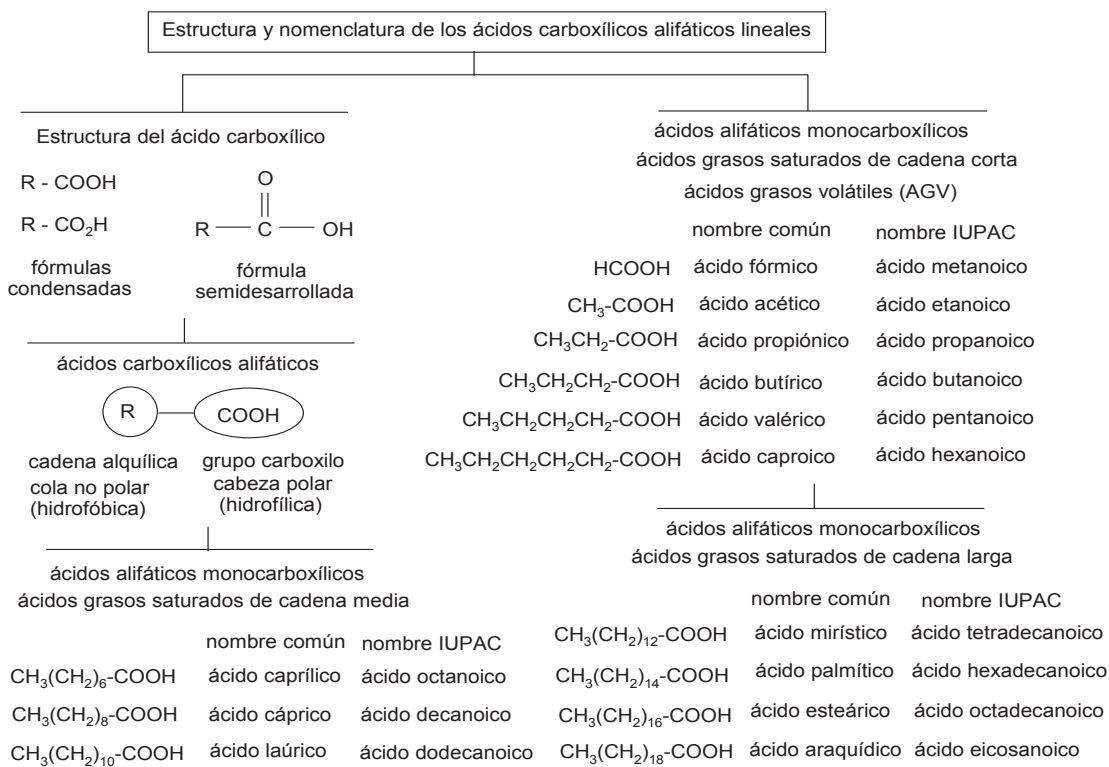 Estructura y nomenclatura de los ácidos carboxílicos alifáticos lineales
Estructura del ácido carboxílico
R - COOH
R - CO₂H
fórmulas
condensadas
O
R — C — OH
fórmula
semidesarrollada
ácidos carboxílicos alifáticos
R
COOH
cadena alquílica
cola no polar
(hidrofóbica)
grupo carboxilo
cabeza polar
(hidrofílica)
ácidos alifáticos monocarboxílicos
ácidos grasos saturados de cadena media
nombre común nombre IUPAC
CH₃(CH₂)₆-COOH ácido caprílico ácido octanoico
CH₃(CH₂)₈-COOH ácido cáprico ácido decanoico
CH₃(CH₂)₁₀-COOH ácido laúrico ácido dodecanoico
ácidos alifáticos monocarboxílicos
ácidos grasos saturados de cadena corta
ácidos grasos volátiles (AGV)
nombre común nombre IUPAC
HCOOH ácido fórmico ácido metanoico
CH₃-COOH ácido acético ácido etanoico
CH₃CH₂-COOH ácido propiónico ácido propanoico
CH₃CH₂CH₂-COOH ácido butírico ácido butanoico
CH₃CH₂CH₂CH₂-COOH ácido valérico ácido pentanoico
CH₃CH₂CH₂CH₂CH₂-COOH ácido caproico ácido hexanoico
ácidos alifáticos monocarboxílicos
ácidos grasos saturados de cadena larga
nombre común nombre IUPAC
CH₃(CH₂)₁₂-COOH ácido mirístico ácido tetradecanoico
CH₃(CH₂)₁₄-COOH ácido palmítico ácido hexadecanoico
CH₃(CH₂)₁₆-COOH ácido esteárico ácido octadecanoico
CH₃(CH₂)₁₈-COOH ácido araquídico ácido eicosanoico